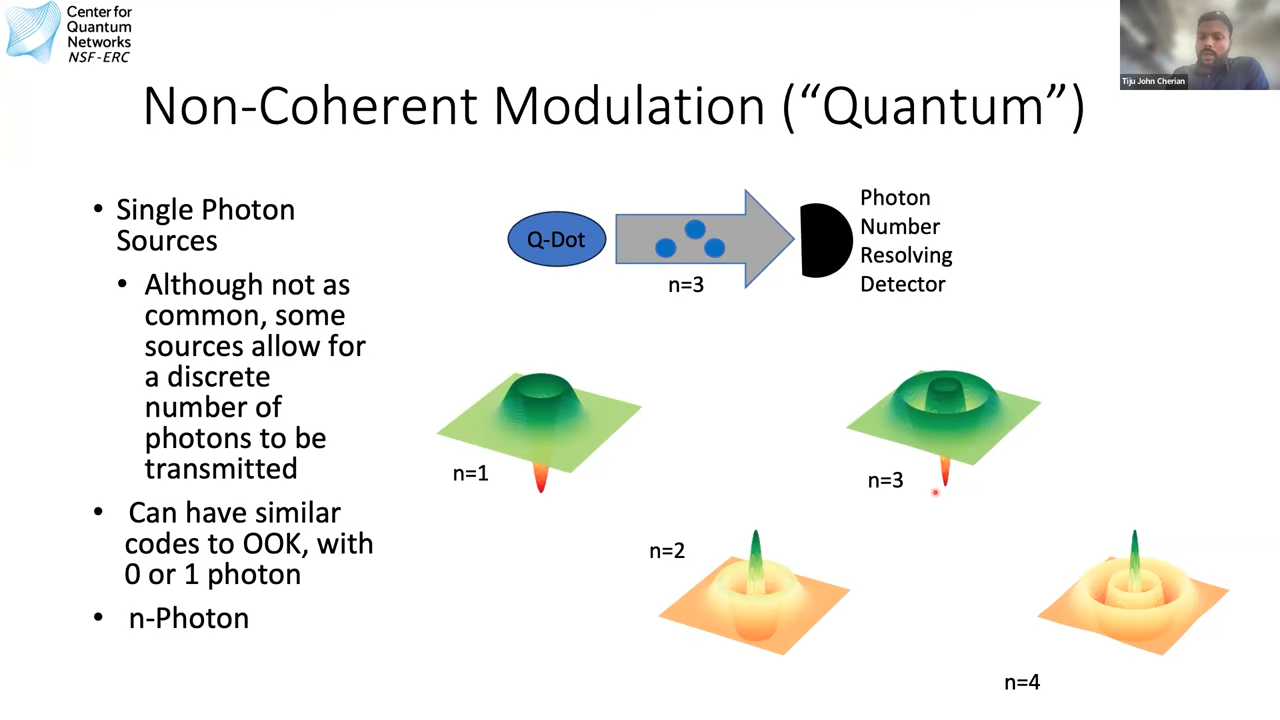 Center for
Quantum
Networks
NSF-ERC
Tiju John Cherian
Non-Coherent Modulation (“Quantum”)
• Single Photon
Sources
• Although not as
common, some
sources allow for
a discrete
number of
photons to be
transmitted
• Can have similar
codes to OOK, with
0 or 1 photon
• n-Photon
Q-Dot
n=3
Photon
Number
Resolving
Detector
n=1
n=3
n=2
n=4